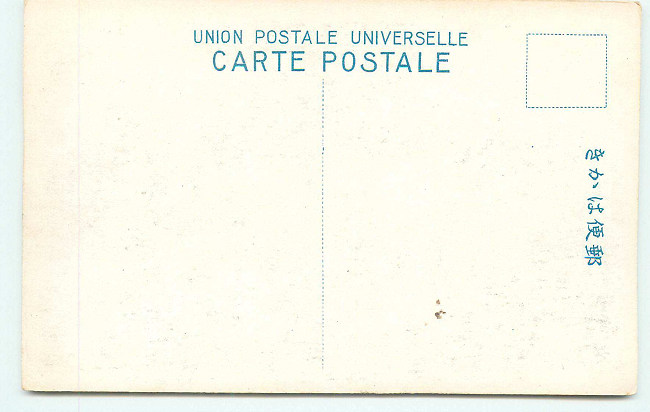 UNION POSTALE UNIVERSELLE
CARTE POSTALE
郵便はかき